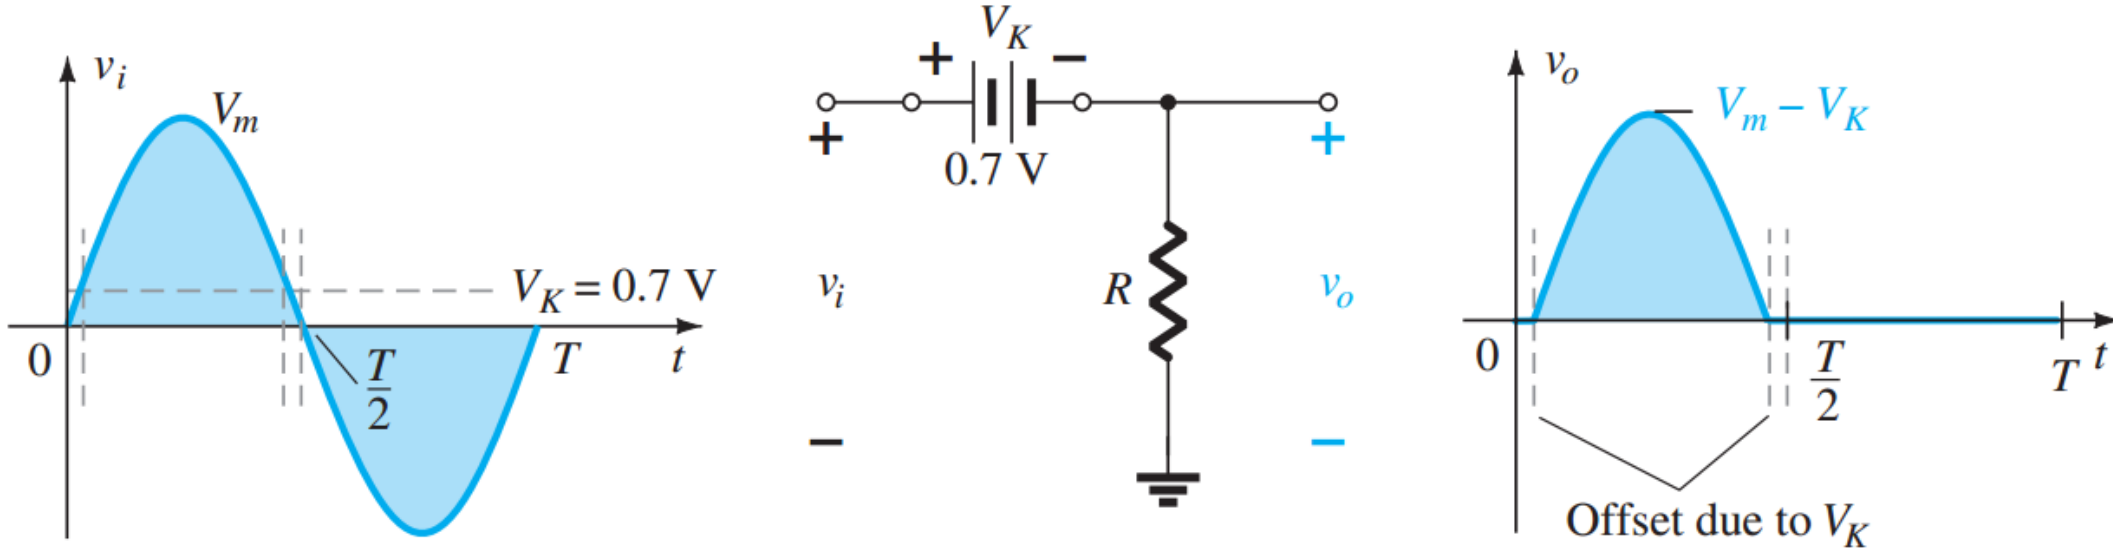 v_i
V_m
V_K = 0.7 V
0
T/2
T
t
V_K
+ −
0.7 V
+ +
v_i
R
v_o
− −
v_o
V_m − V_K
0
T/2
T
t
Offset due to V_K